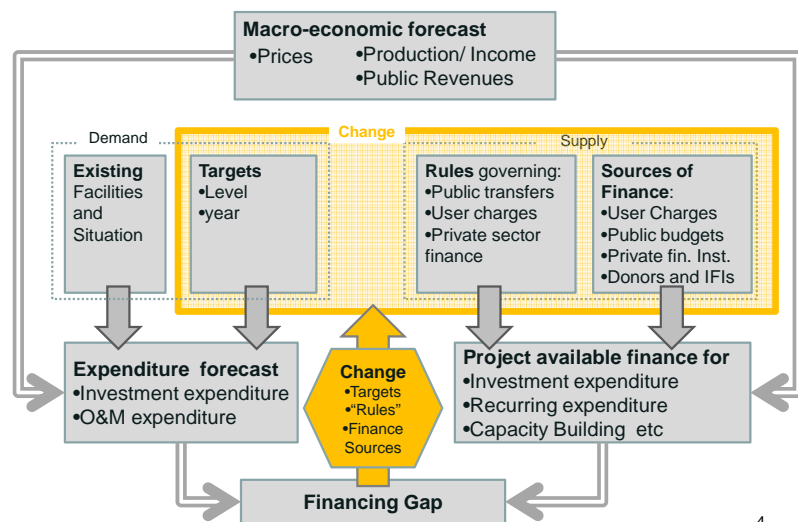 Macro-economic forecast
•Prices
•Production/ Income
•Public Revenues
Demand
Change
Supply
Existing
Facilities
and
Situation
Targets
•Level
•year
Rules governing:
•Public transfers
•User charges
•Private sector
finance
Sources of
Finance:
•User Charges
•Public budgets
•Private fin. Inst.
•Donors and IFIs
Expenditure forecast
•Investment expenditure
•O&M expenditure
Change
•Targets
•“Rules”
•Finance
Sources
Project available finance for
•Investment expenditure
•Recurring expenditure
•Capacity Building etc
Financing Gap
4